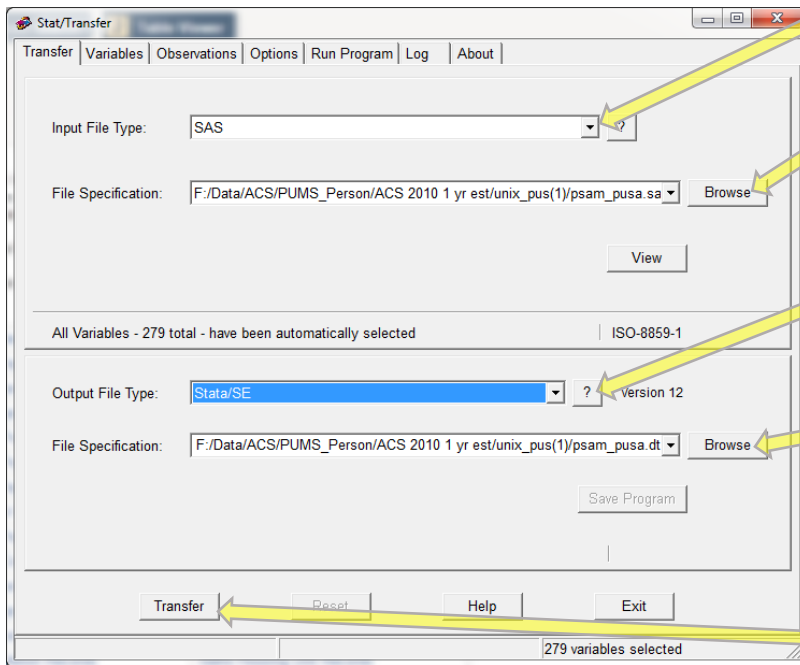 Stat/Transfer
Transfer Variables Observations Options Run Program Log About
Input File Type: SAS ?
File Specification: F:/Data/ACS/PUMS_Person/ACS 2010 1 yr est/unix_pus(1)/psam_pusa.sa Browse
View
All Variables - 279 total - have been automatically selected ISO-8859-1
Output File Type: Stata/SE ? Version 12
File Specification: F:/Data/ACS/PUMS_Person/ACS 2010 1 yr est/unix_pus(1)/psam_pusa.dt Browse
Save Program
Transfer Reset Help Exit
279 variables selected